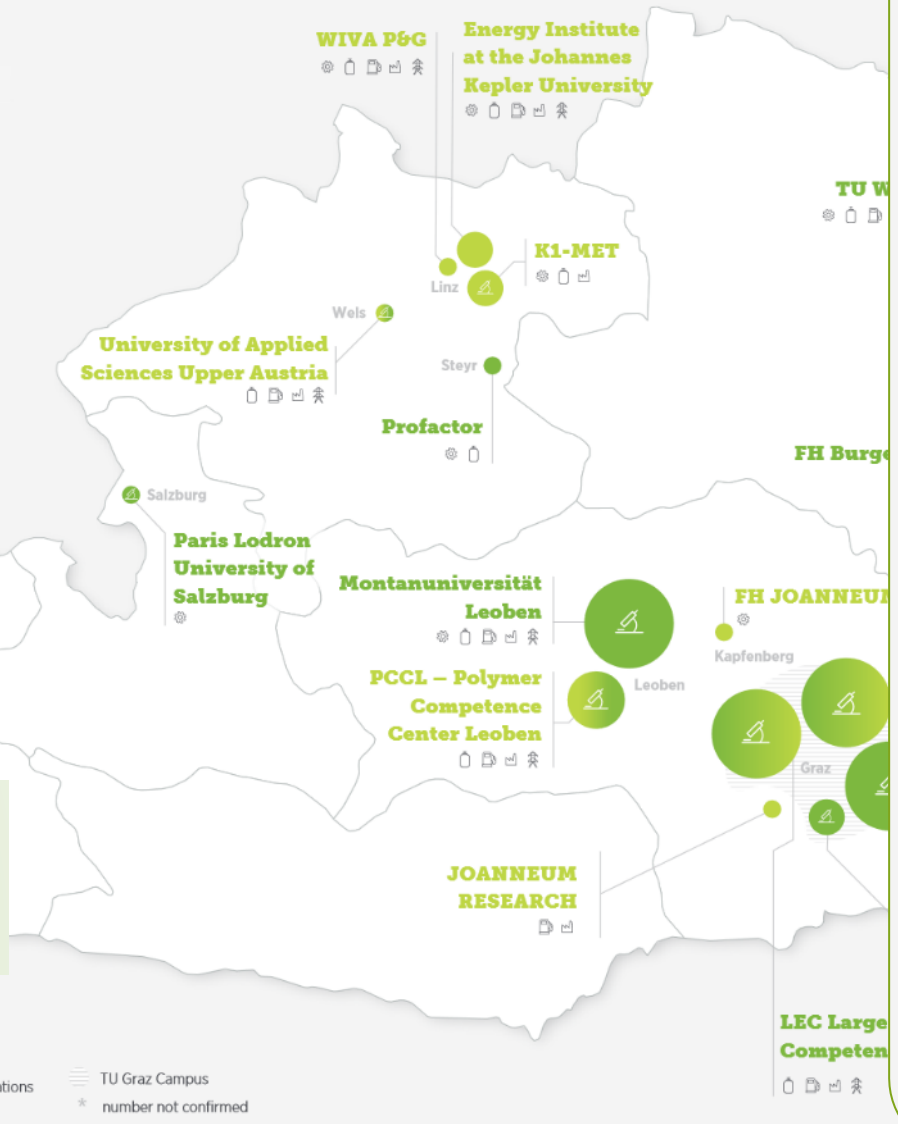 WIVA P&G
Energy Institute
at the Johannes
Kepler University
TU W
K1-MET
Linz
Wels
University of Applied
Sciences Upper Austria
Steyr
Profactor
FH Burge
Salzburg
Paris Lodron
University of
Salzburg
Montanuniversität
Leoben
FH JOANNEUM
Kapfenberg
PCCL – Polymer
Competence
Center Leoben
Leoben
Graz
JOANNEUM
RESEARCH
LEC Large
Competen
tions
TU Graz Campus
* number not confirmed